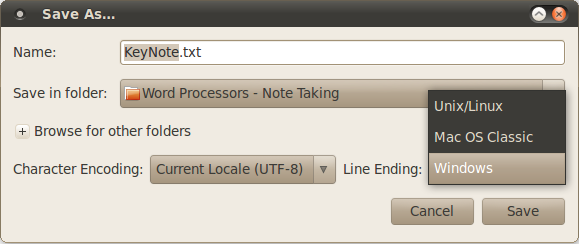 Save As...
Name: KeyNote.txt
Save in folder: Word Processors - Note Taking
Unix/Linux
Browse for other folders
Mac OS Classic
Character Encoding: Current Locale (UTF-8) Line Ending: Windows
Cancel Save